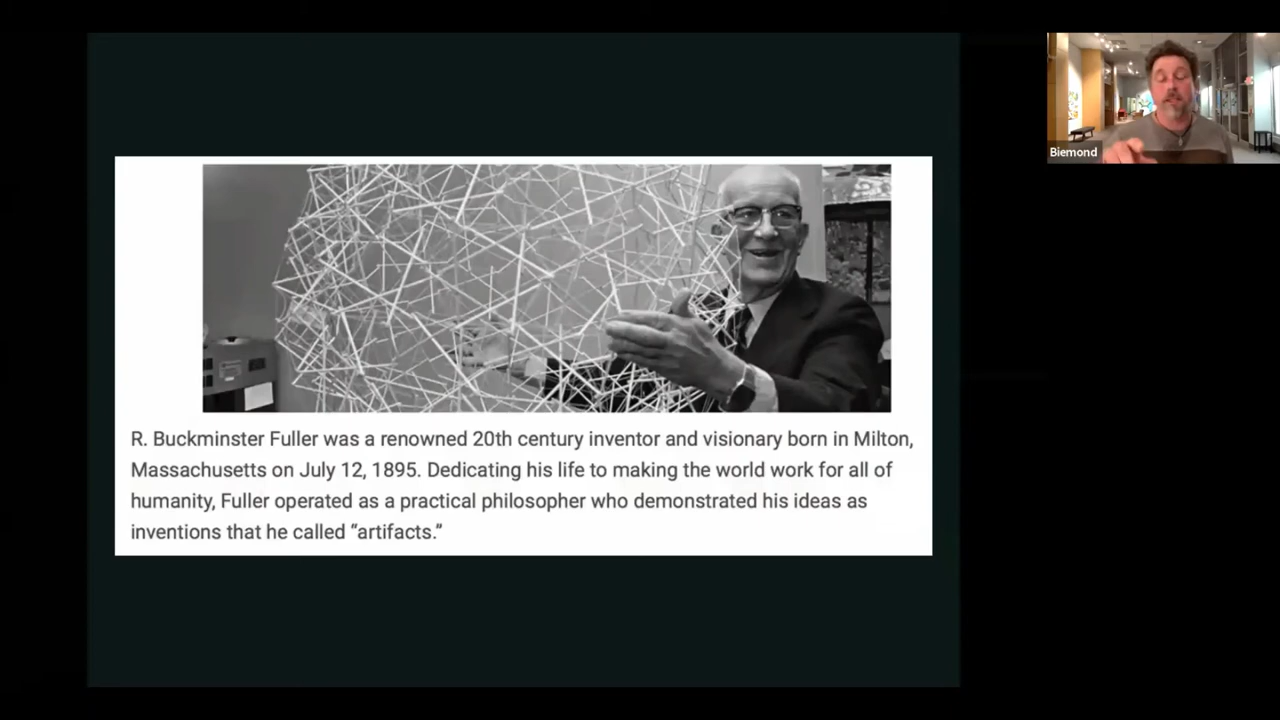 R. Buckminster Fuller was a renowned 20th century inventor and visionary born in Milton,
Massachusetts on July 12, 1895. Dedicating his life to making the world work for all of
humanity, Fuller operated as a practical philosopher who demonstrated his ideas as
inventions that he called “artifacts.”
Biemond